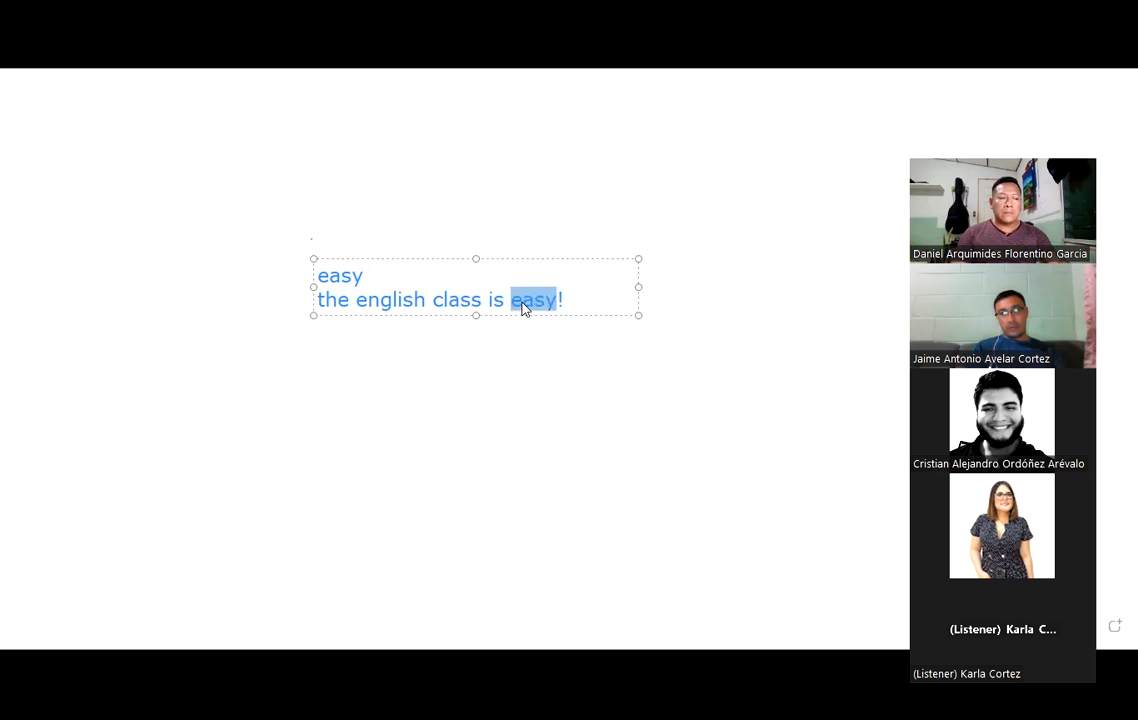 easy
the english class is easy!
Daniel Arquimides Florentino Garcia
Jaime Antonio Avelar Cortez
Cristian Alejandro Ordóñez Arévalo
(Listener) Karla C...
(Listener) Karla Cortez